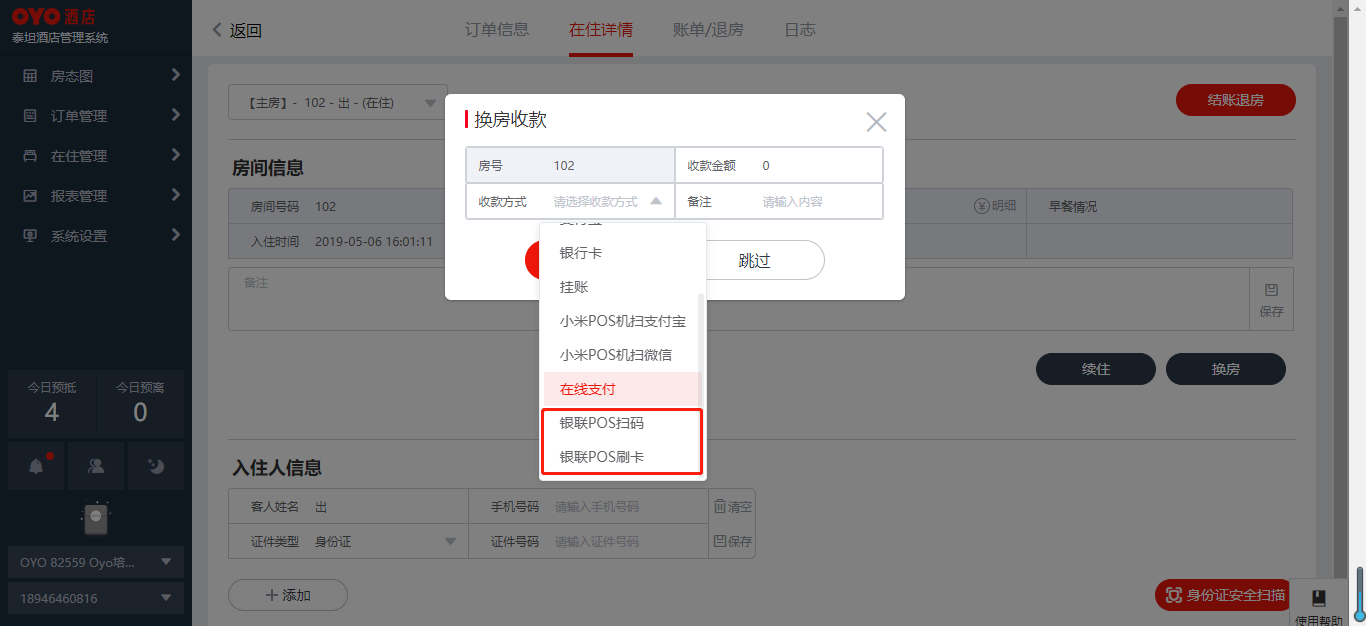 OYO 酒店
泰坦酒店管理系统
房态图
订单管理
在住管理
报表管理
系统设置
今日预抵
4
今日预离
0
OYO 82559 Oyo培...
18946460816
返回
订单信息
在住详情
账单/退房
日志
【主房】- 102 - 出 - (在住)
结账退房
房间信息
房间号码 102
明细
早餐情况
入住时间 2019-05-06 16:01:11
备注
保存
续住
换房
换房收款
房号 102
收款金额 0
收款方式 请选择收款方式
备注 请输入内容
跳过
银行卡
挂账
小米POS机扫支付宝
小米POS机扫微信
在线支付
银联POS扫码
银联POS刷卡
入住人信息
客人姓名 出
手机号码 请输入手机号码
清空
证件类型 身份证
证件号码 请输入证件号码
保存
添加
身份证安全扫描
使用帮助